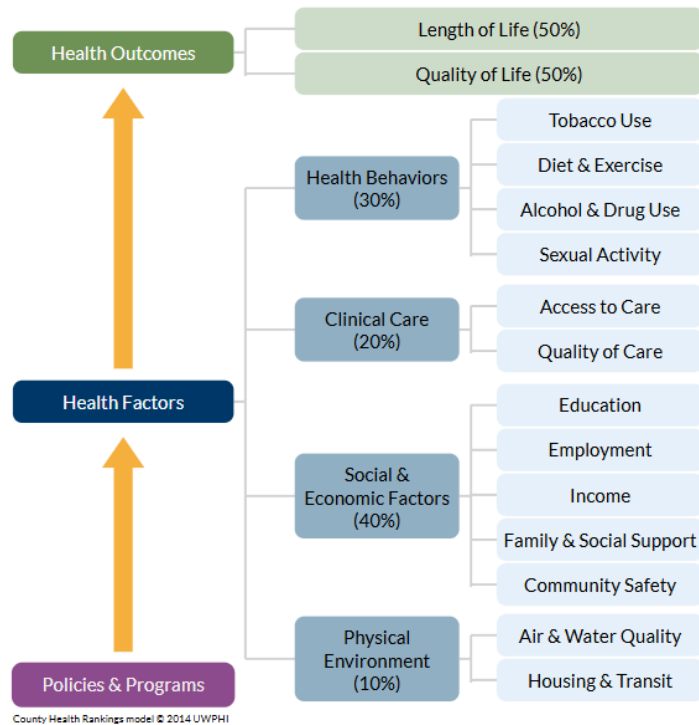 Health Outcomes
Length of Life (50%)
Quality of Life (50%)
Health Factors
Health Behaviors
(30%)
Tobacco Use
Diet & Exercise
Alcohol & Drug Use
Sexual Activity
Clinical Care
(20%)
Access to Care
Quality of Care
Social &
Economic Factors
(40%)
Education
Employment
Income
Family & Social Support
Community Safety
Physical
Environment
(10%)
Air & Water Quality
Housing & Transit
Policies & Programs
County Health Rankings model © 2014 UWPHI